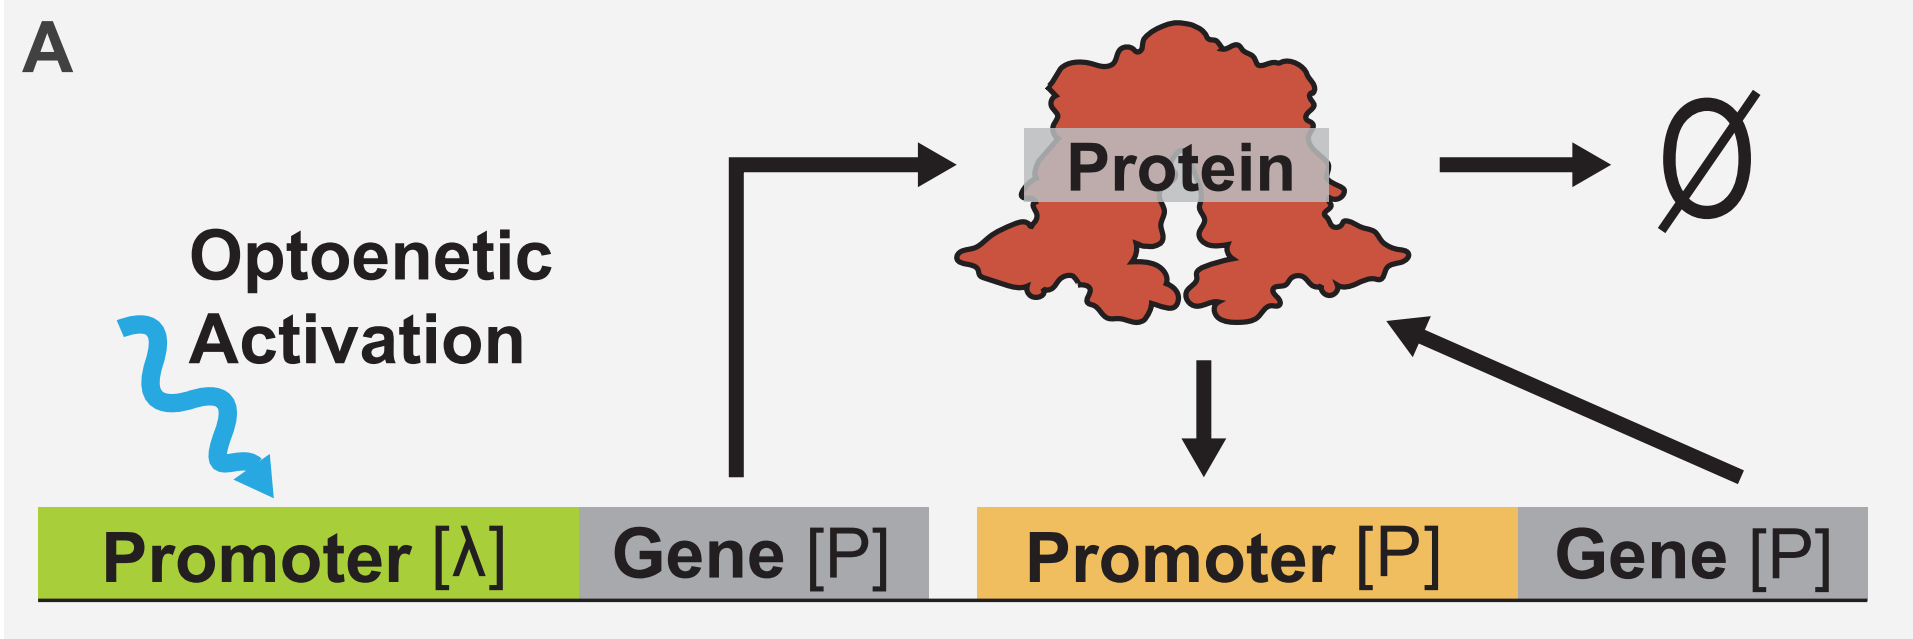 A
Optoenetic
Activation
Protein
Ø
Promoter [λ]
Gene [P]
Promoter [P]
Gene [P]